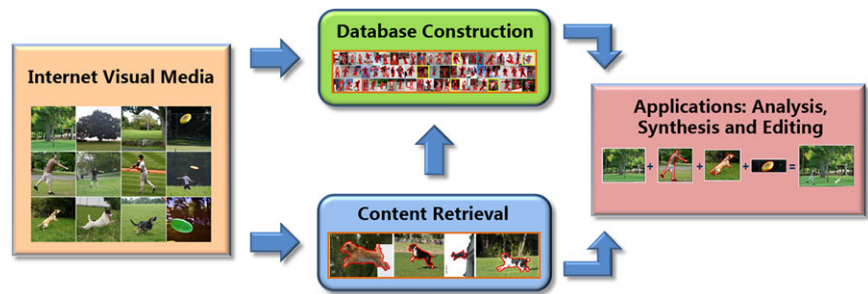 Internet Visual Media
Database Construction
Content Retrieval
Applications: Analysis,
Synthesis and Editing
+ + + =